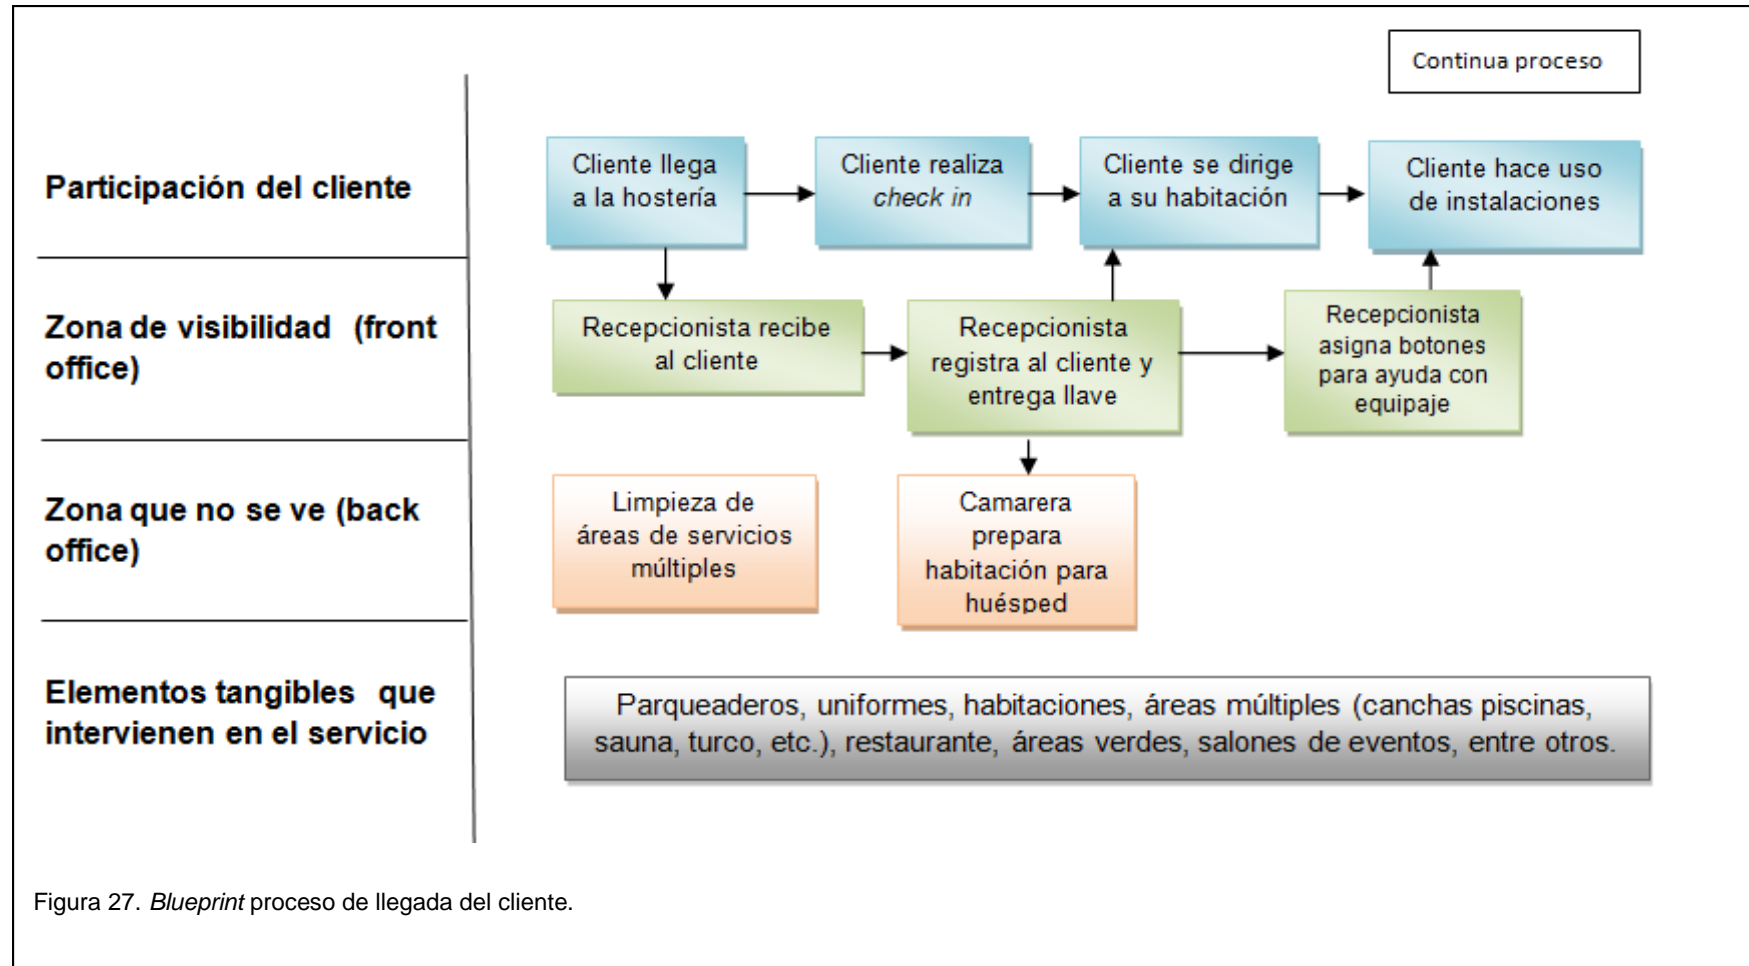 Continua proceso
Participación del cliente
Cliente llega
a la hostería
Cliente realiza
check in
Cliente se dirige
a su habitación
Cliente hace uso
de instalaciones
Zona de visibilidad (front
office)
Recepcionista recibe
al cliente
Recepcionista
registra al cliente y
entrega llave
Recepcionista
asigna botones
para ayuda con
equipaje
Zona que no se ve (back
office)
Limpieza de
áreas de servicios
múltiples
Camarera
prepara
habitación para
huésped
Elementos tangibles que
intervienen en el servicio
Parqueaderos, uniformes, habitaciones, áreas múltiples (canchas piscinas,
sauna, turco, etc.), restaurante, áreas verdes, salones de eventos, entre otros.
Figura 27. Blueprint proceso de llegada del cliente.